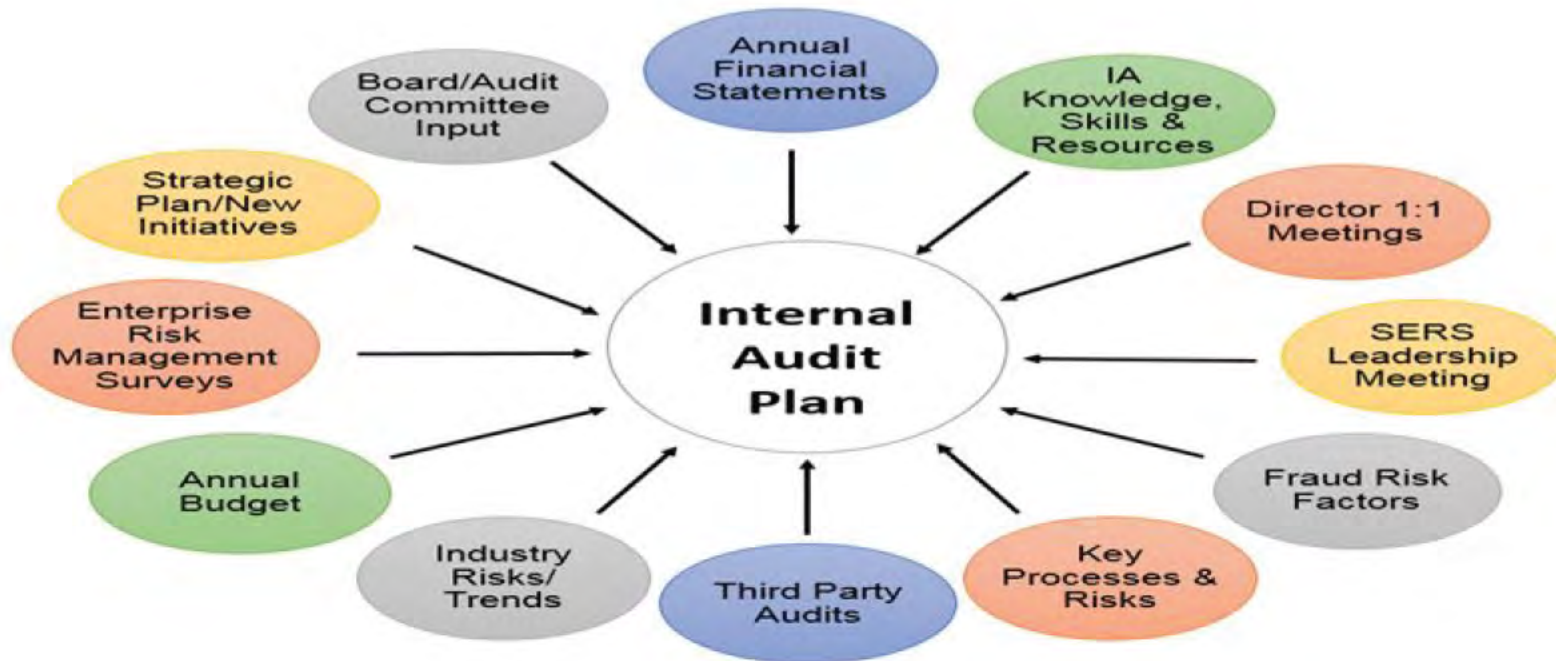 Annual
Financial
Statements
IA
Knowledge,
Skills &
Resources
Director 1:1
Meetings
SERS
Leadership
Meeting
Fraud Risk
Factors
Key
Processes &
Risks
Third Party
Audits
Industry
Risks/
Trends
Annual
Budget
Enterprise
Risk
Management
Surveys
Strategic
Plan/New
Initiatives
Board/Audit
Committee
Input
Internal
Audit
Plan